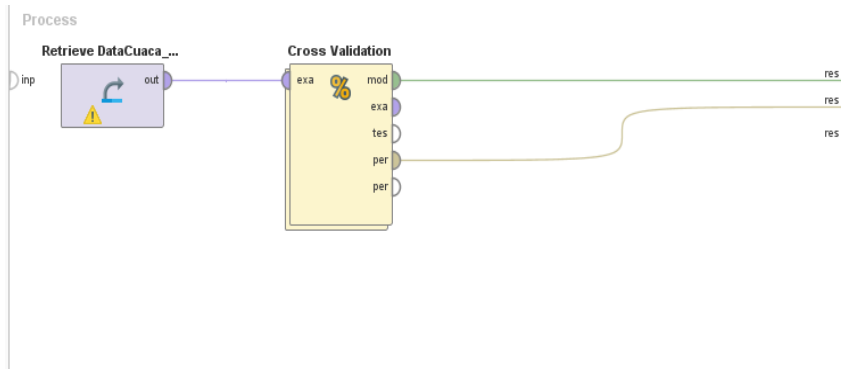 Process
Retrieve DataCuaca_...
Cross Validation
inp
out
exa
%
mod
exa
tes
per
per
res
res
res